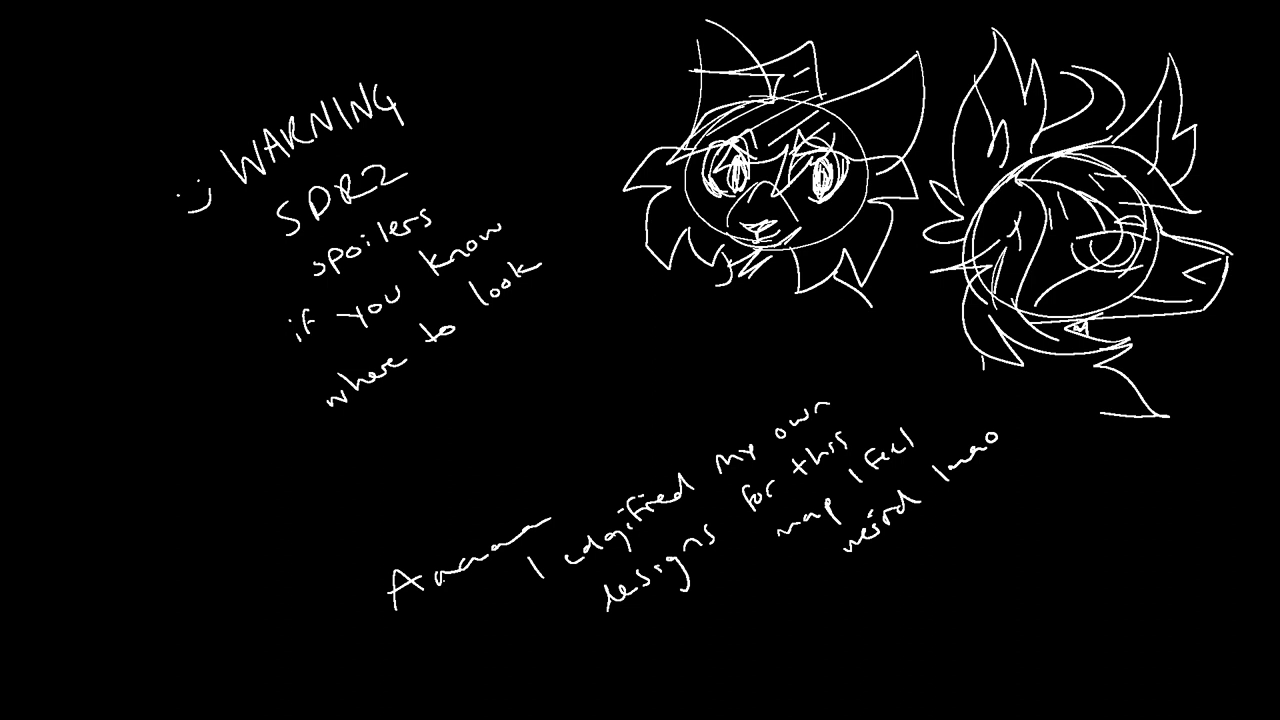 :) WARNING
SDR2
spoilers
if you know
where to look
Aaaaaa I edgified my own
designs for this
map I feel
weird lmao